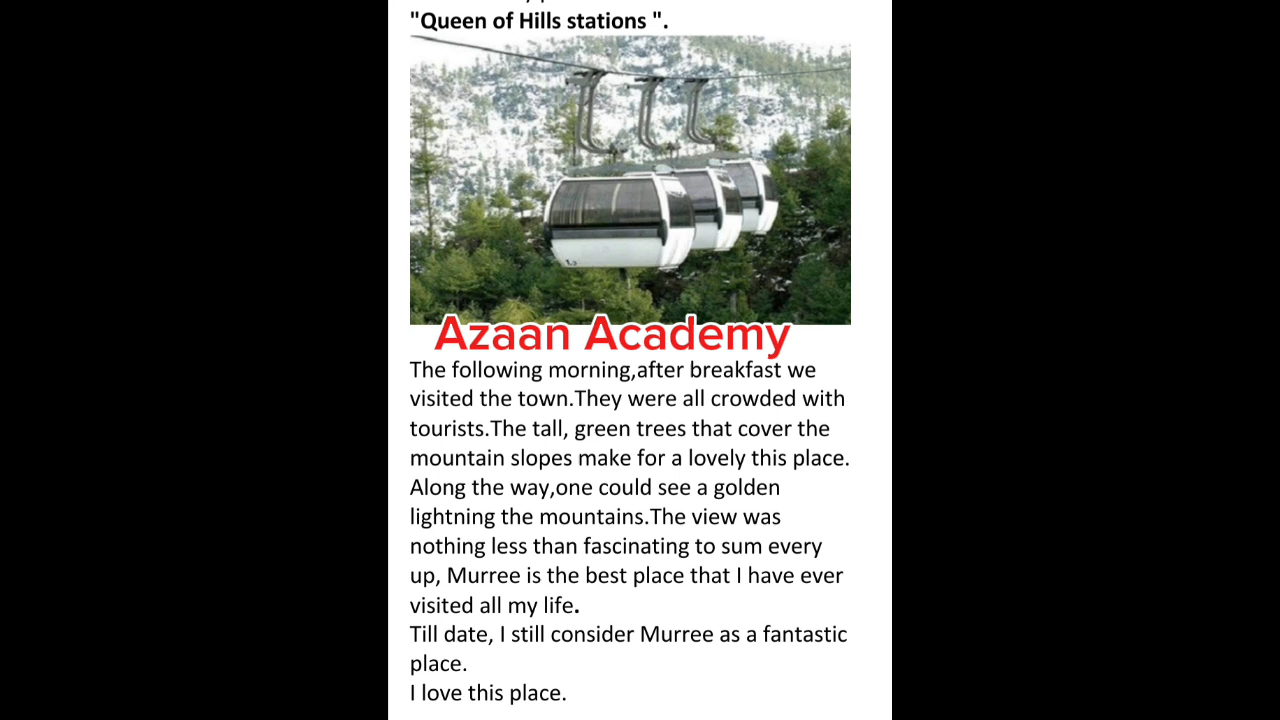 "Queen of Hills stations ".
Azaan Academy
The following morning,after breakfast we
visited the town.They were all crowded with
tourists.The tall, green trees that cover the
mountain slopes make for a lovely this place.
Along the way,one could see a golden
lightning the mountains.The view was
nothing less than fascinating to sum every
up, Murree is the best place that I have ever
visited all my life.
Till date, I still consider Murree as a fantastic
place.
I love this place.